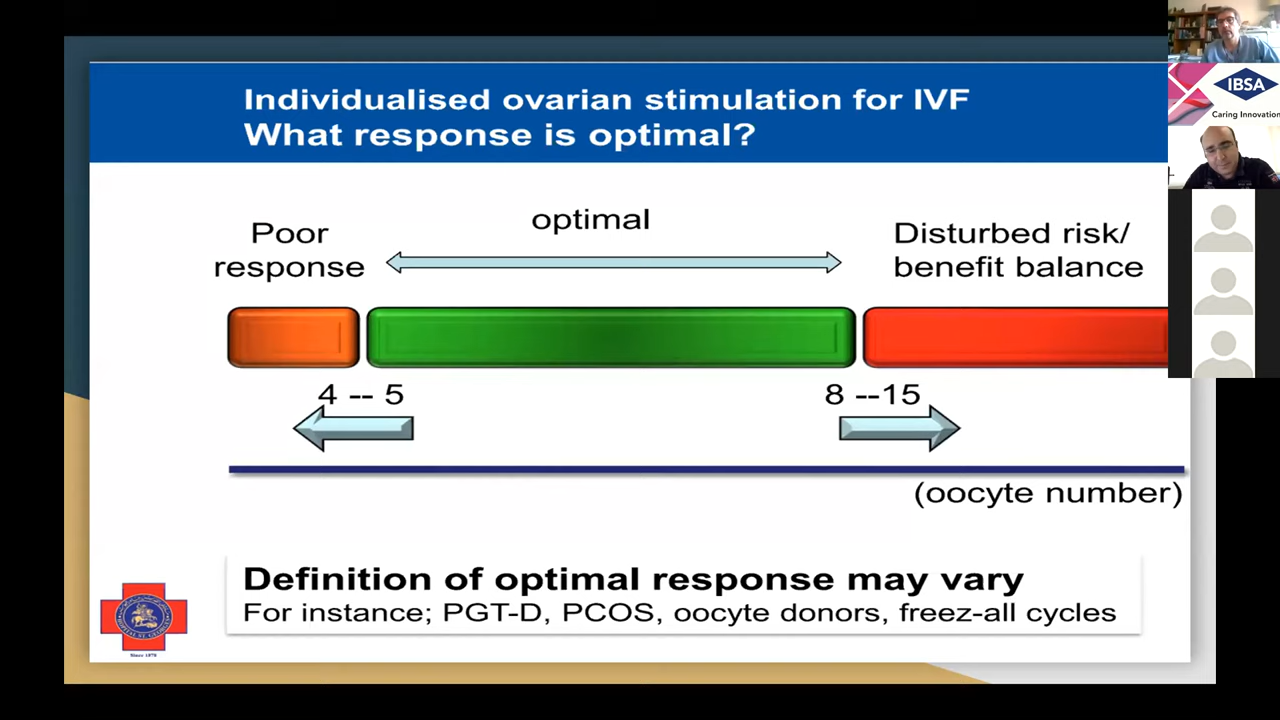 Individualised ovarian stimulation for IVF
What response is optimal?
IBSA
Caring Innovation
Poor
response
optimal
Disturbed risk/
benefit balance
4 -- 5
8 --15
(oocyte number)
Definition of optimal response may vary
For instance; PGT-D, PCOS, oocyte donors, freez-all cycles
Since 1878